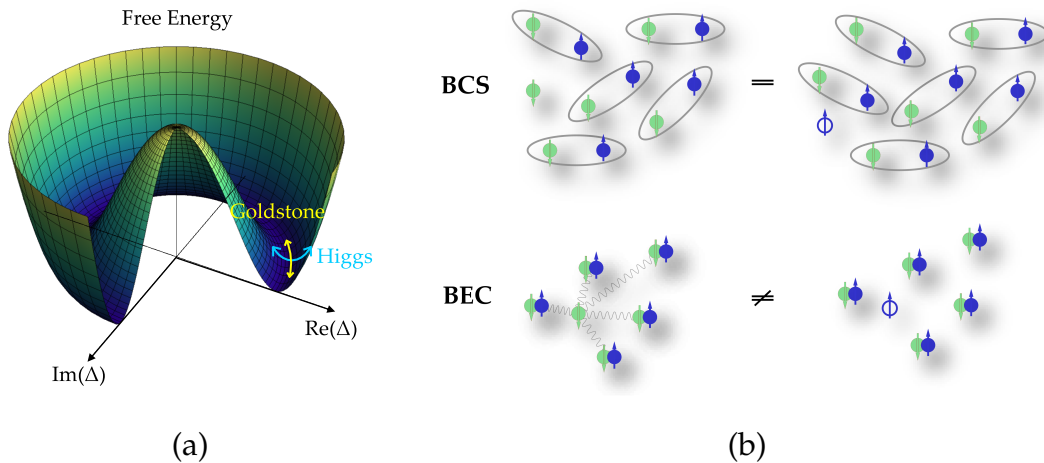 Free Energy
Goldstone
Higgs
Re(Δ)
Im(Δ)
(a)
BCS
=
BEC
≠
(b)